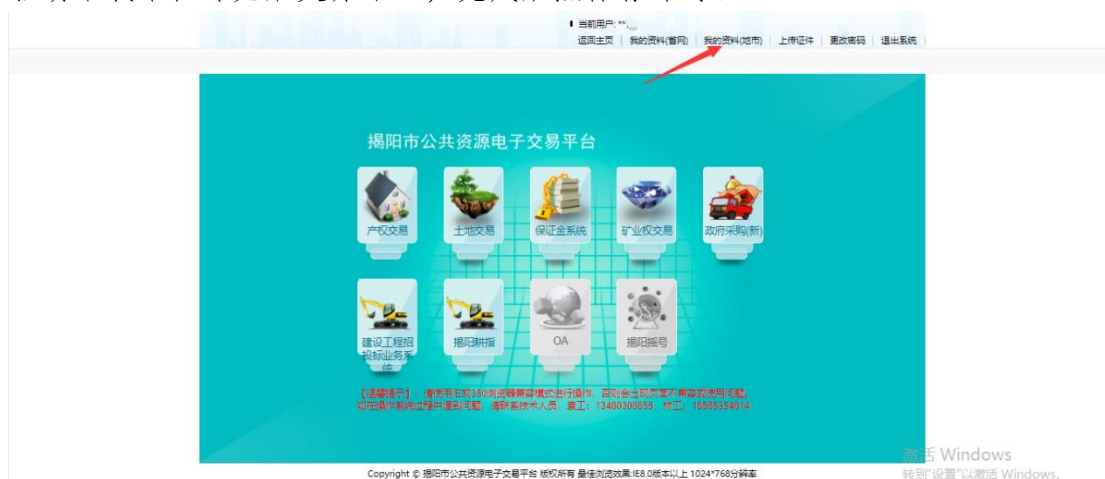 当前用户: **
返回主页 | 我的资料(省网) | 我的资料(地市) | 上传证件 | 更改密码 | 退出系统 |
揭阳市公共资源电子交易平台
产权交易
土地交易
保证金系统
矿业权交易
政府采购(新)
建设工程招
投标业务系
统
揭阳耕指
OA
揭阳摇号
【温馨提示】：请使用IE或360浏览器兼容模式进行操作，否则会出现页面不兼容或使用问题,
如在操作系统过程中遇到问题，请联系技术人员，袁工：13480306656，林工：
Copyright © 揭阳市公共资源电子交易平台 版权所有 最佳浏览效果:IE8.0版本以上 1024*768分辨率
激活 Windows
转到"设置"以激活 Windows。